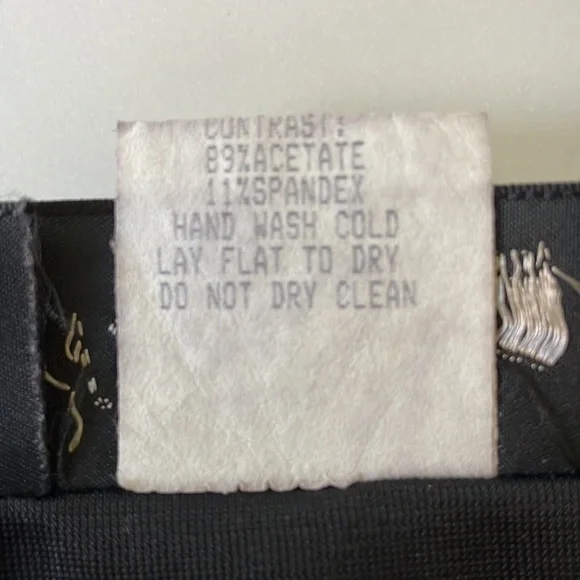 CONTRAST:
89%ACETATE
11%SPANDEX
HAND WASH COLD
LAY FLAT TO DRY
DO NOT DRY CLEAN